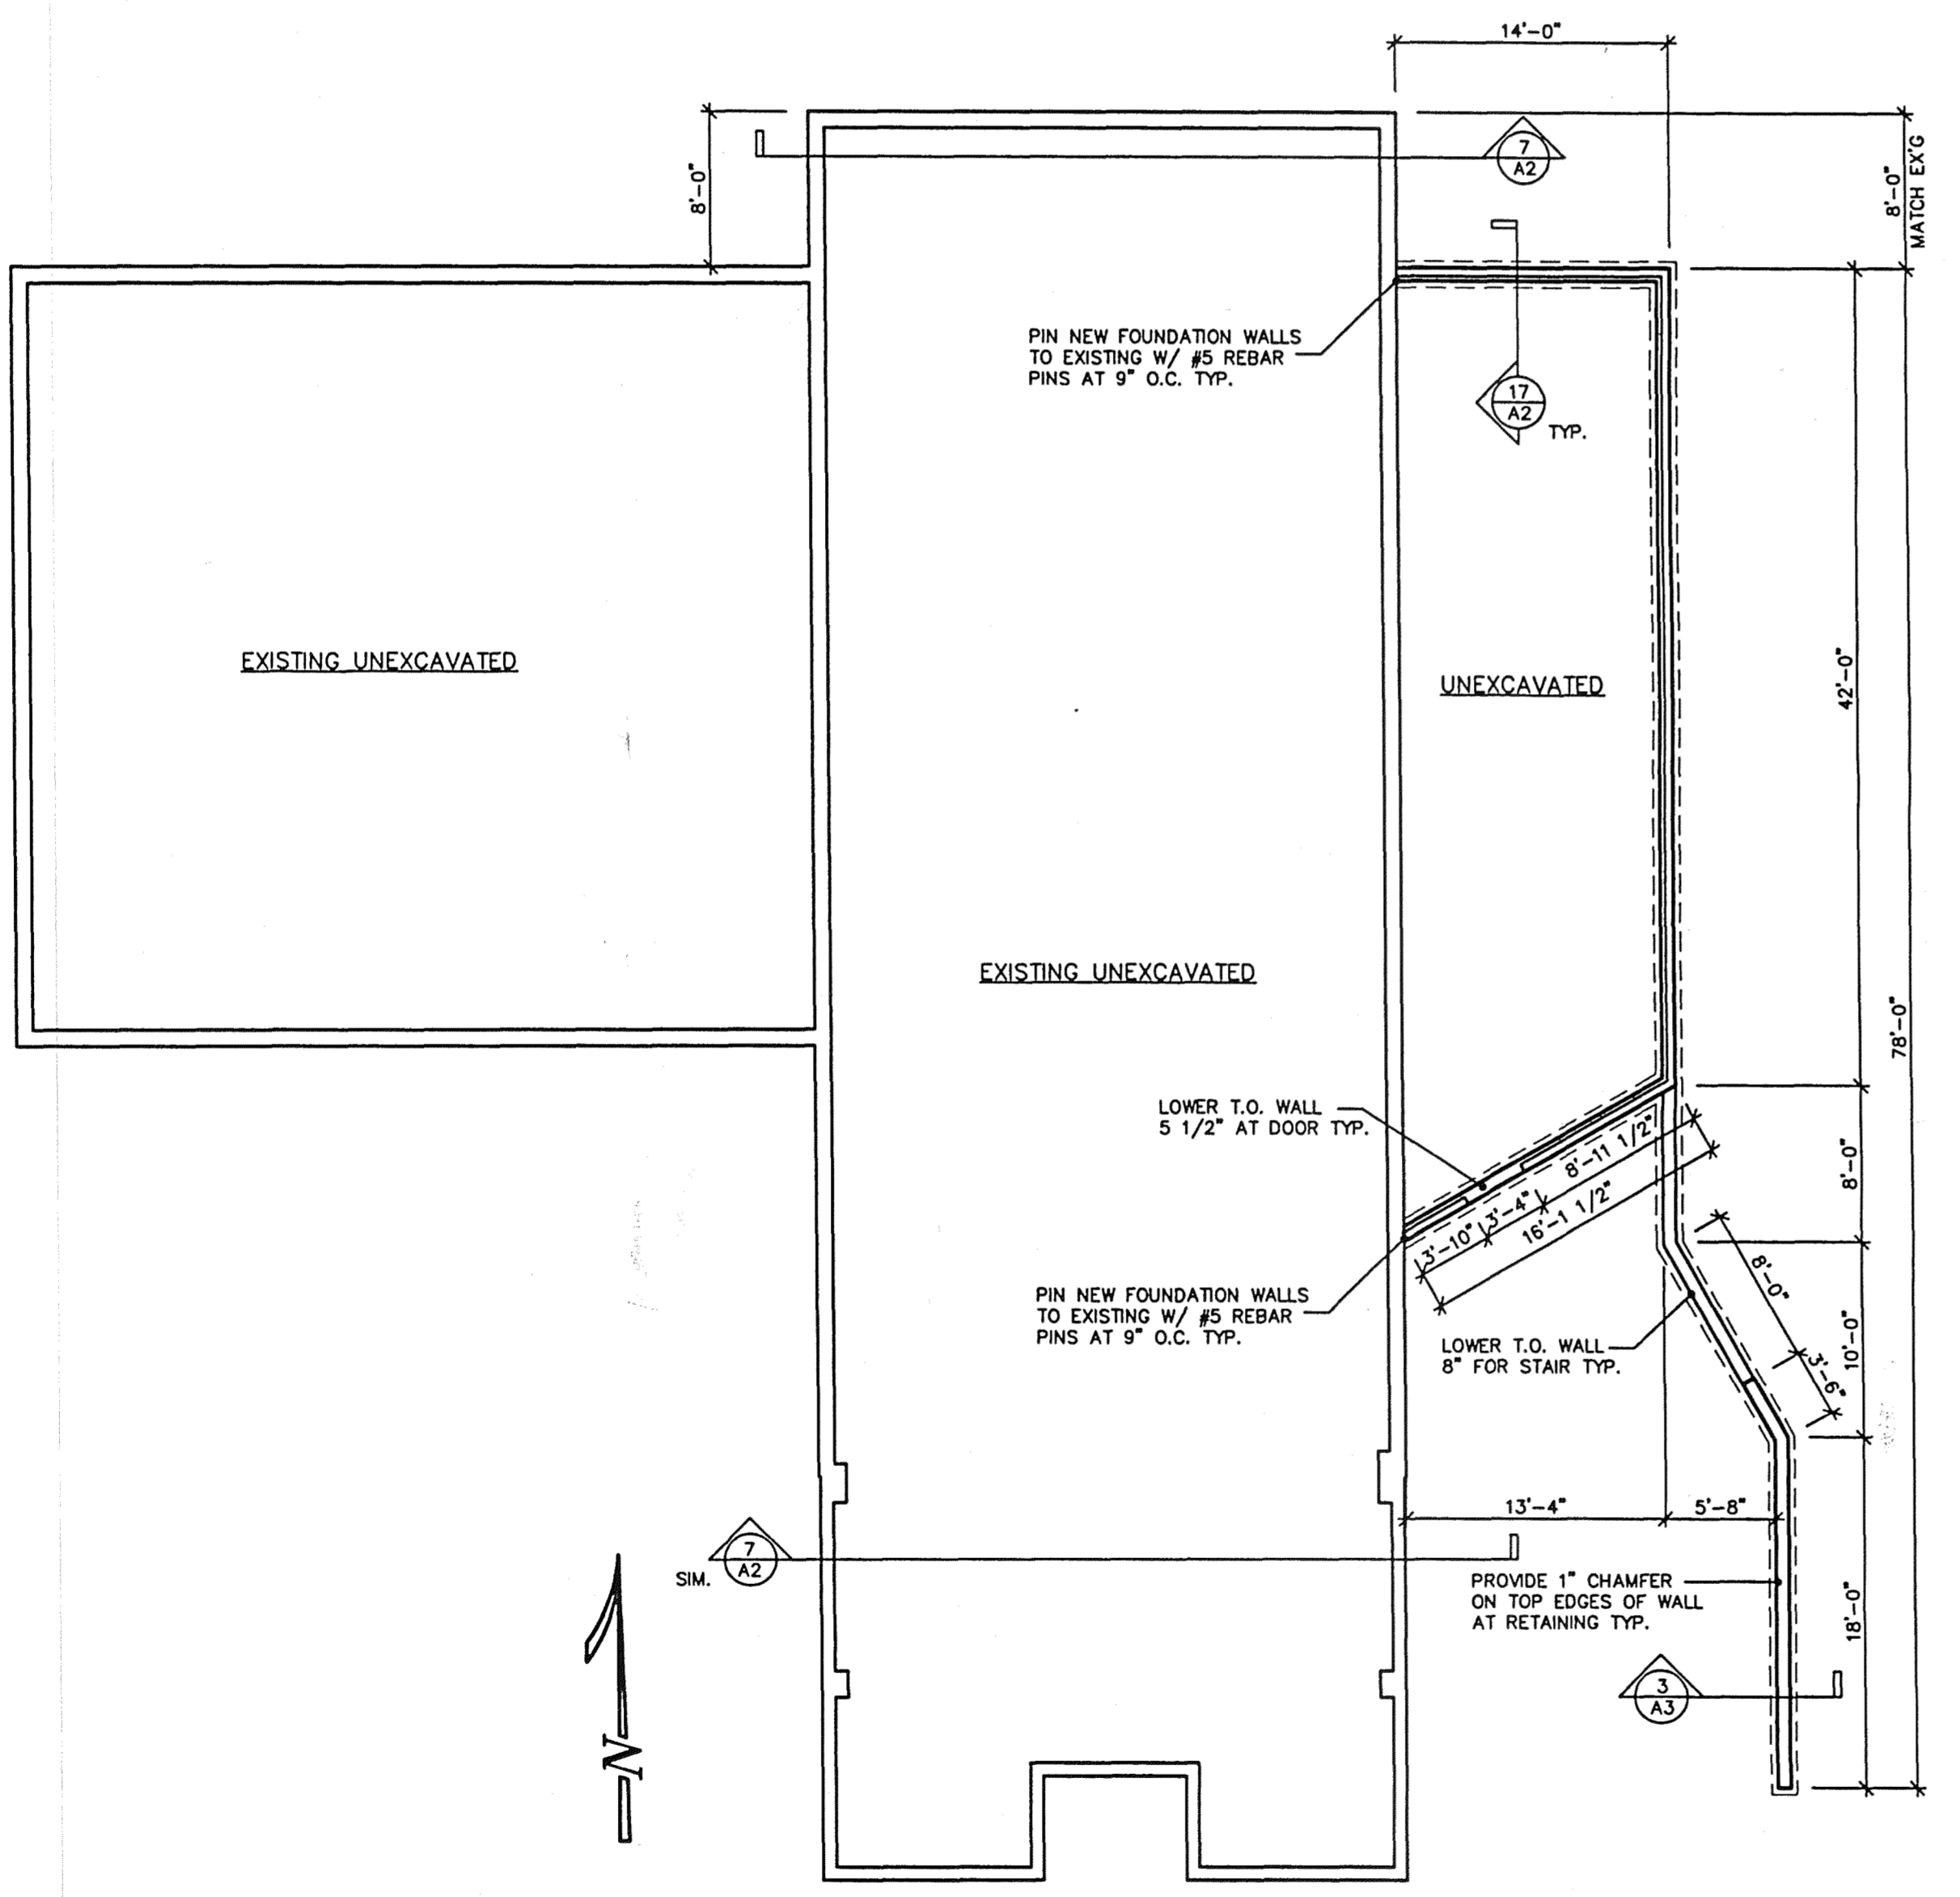 14'-0"
7
A2
8'-0"
8'-0"
MATCH EX'G
PIN NEW FOUNDATION WALLS
TO EXISTING W/ #5 REBAR
PINS AT 9" O.C. TYP.
17
A2
TYP.
EXISTING UNEXCAVATED
UNEXCAVATED
42'-0"
EXISTING UNEXCAVATED
78'-0"
LOWER T.O. WALL
5 1/2" AT DOOR TYP.
8'-11 1/2"
3'-4"
3'-10"
16'-1 1/2"
8'-0"
PIN NEW FOUNDATION WALLS
TO EXISTING W/ #5 REBAR
PINS AT 9" O.C. TYP.
8'-0"
3'-6"
10'-0"
LOWER T.O. WALL
8" FOR STAIR TYP.
13'-4"
5'-8"
7
A2
SIM.
PROVIDE 1" CHAMFER
ON TOP EDGES OF WALL
AT RETAINING TYP.
18'-0"
3
A3
N